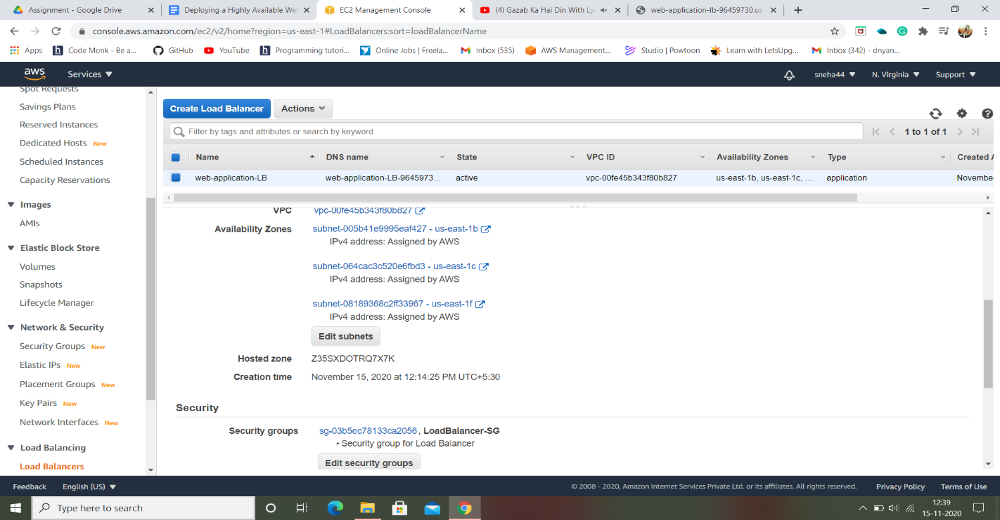 Assignment - Google Drive
Deploying a Highly Available We
EC2 Management Console
(4) Gazab Ka Hai Din With Ly
web-application-lb-96459730.us-
console.aws.amazon.com/ec2/v2/home?region=us-east-1#LoadBalancers:sort=loadBalancerName
Apps
Code Monk - Be a...
GitHub
YouTube
Programming tutori...
Online Jobs | Freela...
Inbox (535)
AWS Management...
Studio | Powtoon
Learn with LetsUpg...
Inbox (342) - dnyan...
aws
Services
sneha44
N. Virginia
Support
Spot Requests
Savings Plans
Reserved Instances
Dedicated Hosts New
Scheduled Instances
Capacity Reservations
Images
AMIs
Elastic Block Store
Volumes
Snapshots
Lifecycle Manager
Network & Security
Security Groups New
Elastic IPs New
Placement Groups New
Key Pairs New
Network Interfaces New
Load Balancing
Load Balancers
Create Load Balancer
Actions
Filter by tags and attributes or search by keyword
1 to 1 of 1
Name DNS name State VPC ID Availability Zones Type Created A
web-application-LB web-application-LB-9645973... active vpc-00fe45b343f80b827 us-east-1b, us-east-1c, ... application November
VPC vpc-00fe45b343f80b827
Availability Zones subnet-005b41e9995eaf427 - us-east-1b
IPv4 address: Assigned by AWS
subnet-064cac3c520e6fbd3 - us-east-1c
IPv4 address: Assigned by AWS
subnet-08189368c2ff33967 - us-east-1f
IPv4 address: Assigned by AWS
Edit subnets
Hosted zone Z35SXDOTRQ7X7K
Creation time November 15, 2020 at 12:14:25 PM UTC+5:30
Security
Security groups sg-03b5ec78133ca2056, LoadBalancer-SG
• Security group for Load Balancer
Edit security groups
Feedback English (US)
© 2008 - 2020, Amazon Internet Services Private Ltd. or its affiliates. All rights reserved. Privacy Policy Terms of Use
Type here to search
12:39
15-11-2020